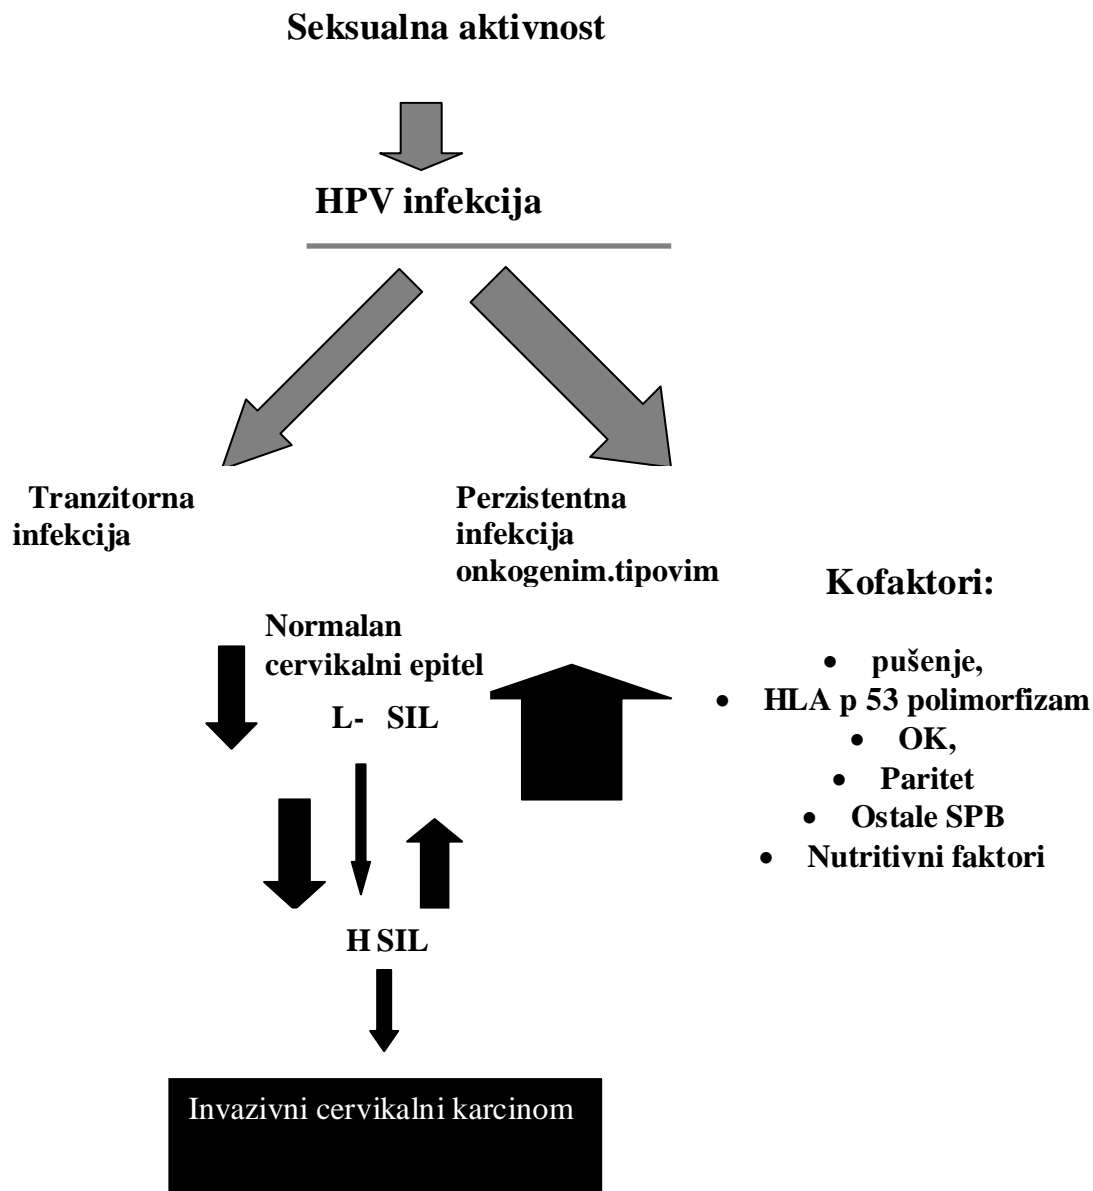 Seksualna aktivnost
HPV infekcija
Tranzitorna
infekcija
Perzistentna
infekcija
onkogenim.tipovim
Normalan
cervikalni epitel
L- SIL
H SIL
Invazivni cervikalni karcinom
Kofaktori:
• pušenje,
• HLA p 53 polimorfizam
• OK,
• Paritet
• Ostale SPB
• Nutritivni faktori